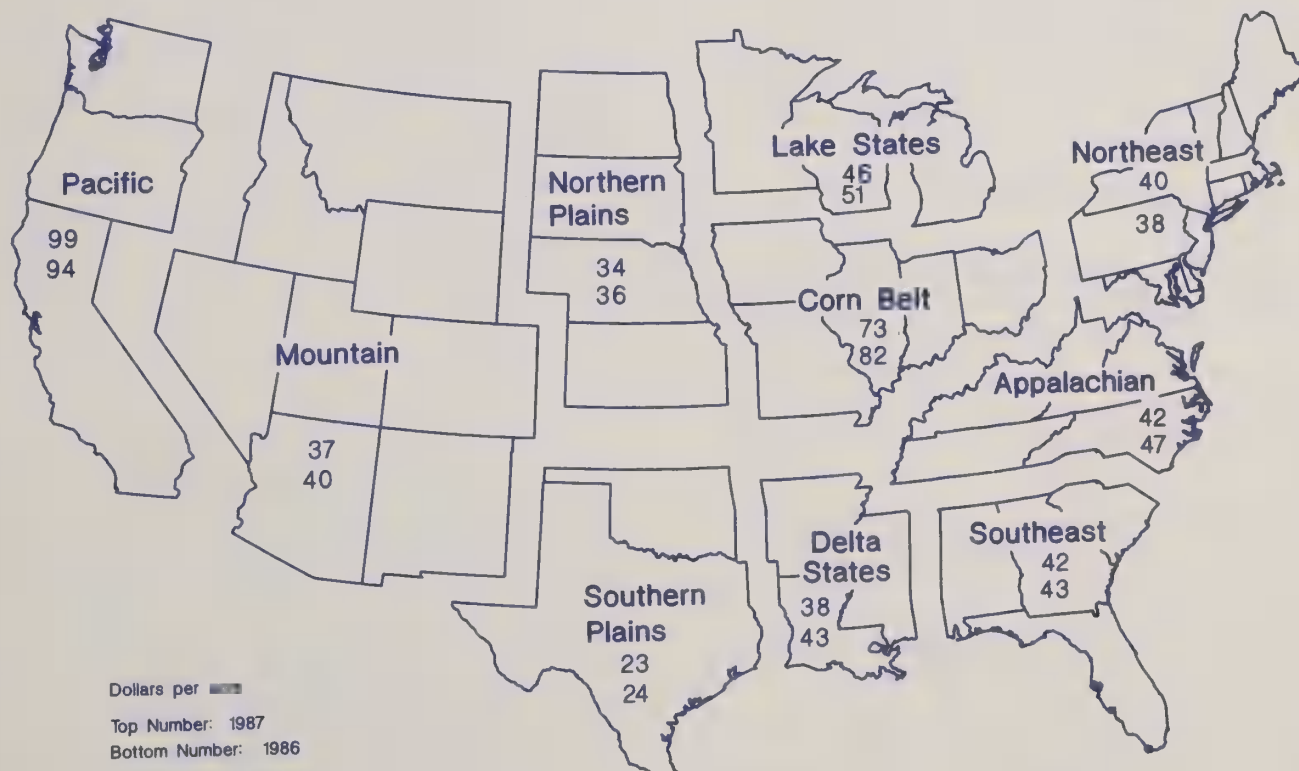 Pacific
99
94
Mountain
37
40
Northern
Plains
34
36
Lake States
46
51
Corn Belt
73
82
Northeast
40
38
Appalachian
42
47
Southeast
42
43
Delta
States
38
43
Southern
Plains
23
24
Dollars per
Top Number: 1987
Bottom Number: 1986